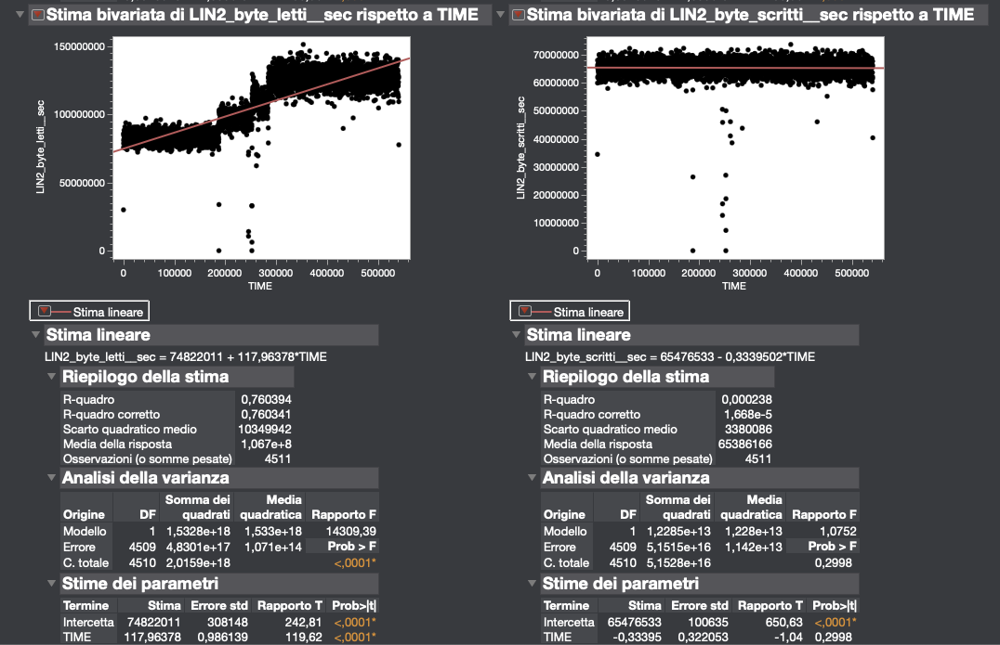 Stima bivariata di LIN2_byte_letti__sec rispetto a TIME
150000000
100000000
50000000
0
LIN2_byte_letti__sec
0 100000 200000 300000 400000 500000
TIME
Stima lineare
Stima lineare
LIN2_byte_letti__sec = 74822011 + 117,96378*TIME
Riepilogo della stima
R-quadro 0,760394
R-quadro corretto 0,760341
Scarto quadratico medio 10349942
Media della risposta 1,067e+8
Osservazioni (o somme pesate) 4511
Analisi della varianza
Somma dei Media
Origine DF quadrati quadratica Rapporto F
Modello 1 1,5328e+18 1,533e+18 14309,39
Errore 4509 4,8301e+17 1,071e+14 Prob > F
C. totale 4510 2,0159e+18 <,0001*
Stime dei parametri
Termine Stima Errore std Rapporto T Prob>|t|
Intercetta 74822011 308148 242,81 <,0001*
TIME 117,96378 0,986139 119,62 <,0001*
Stima bivariata di LIN2_byte_scritti__sec rispetto a TIME
70000000
60000000
50000000
40000000
30000000
20000000
10000000
0
LIN2_byte_scritti__sec
0 100000 200000 300000 400000 500000
TIME
Stima lineare
Stima lineare
LIN2_byte_scritti__sec = 65476533 - 0,3339502*TIME
Riepilogo della stima
R-quadro 0,000238
R-quadro corretto 1,668e-5
Scarto quadratico medio 3380086
Media della risposta 65386166
Osservazioni (o somme pesate) 4511
Analisi della varianza
Somma dei Media
Origine DF quadrati quadratica Rapporto F
Modello 1 1,2285e+13 1,228e+13 1,0752
Errore 4509 5,1515e+16 1,142e+13 Prob > F
C. totale 4510 5,1528e+16 0,2998
Stime dei parametri
Termine Stima Errore std Rapporto T Prob>|t|
Intercetta 65476533 100635 650,63 <,0001*
TIME -0,33395 0,322053 -1,04 0,2998